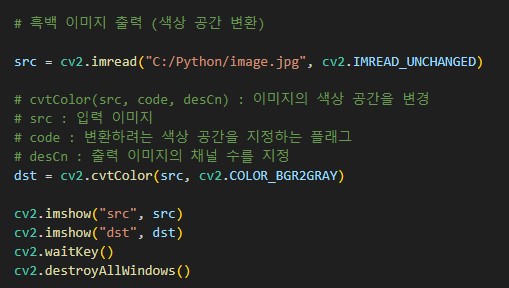 # 흑백 이미지 출력 (색상 공간 변환)
src = cv2.imread("C:/Python/image.jpg", cv2.IMREAD_UNCHANGED)
# cvtColor(src, code, desCn) : 이미지의 색상 공간을 변경
# src : 입력 이미지
# code : 변환하려는 색상 공간을 지정하는 플래그
# desCn : 출력 이미지의 채널 수를 지정
dst = cv2.cvtColor(src, cv2.COLOR_BGR2GRAY)
cv2.imshow("src", src)
cv2.imshow("dst", dst)
cv2.waitKey()
cv2.destroyAllWindows()